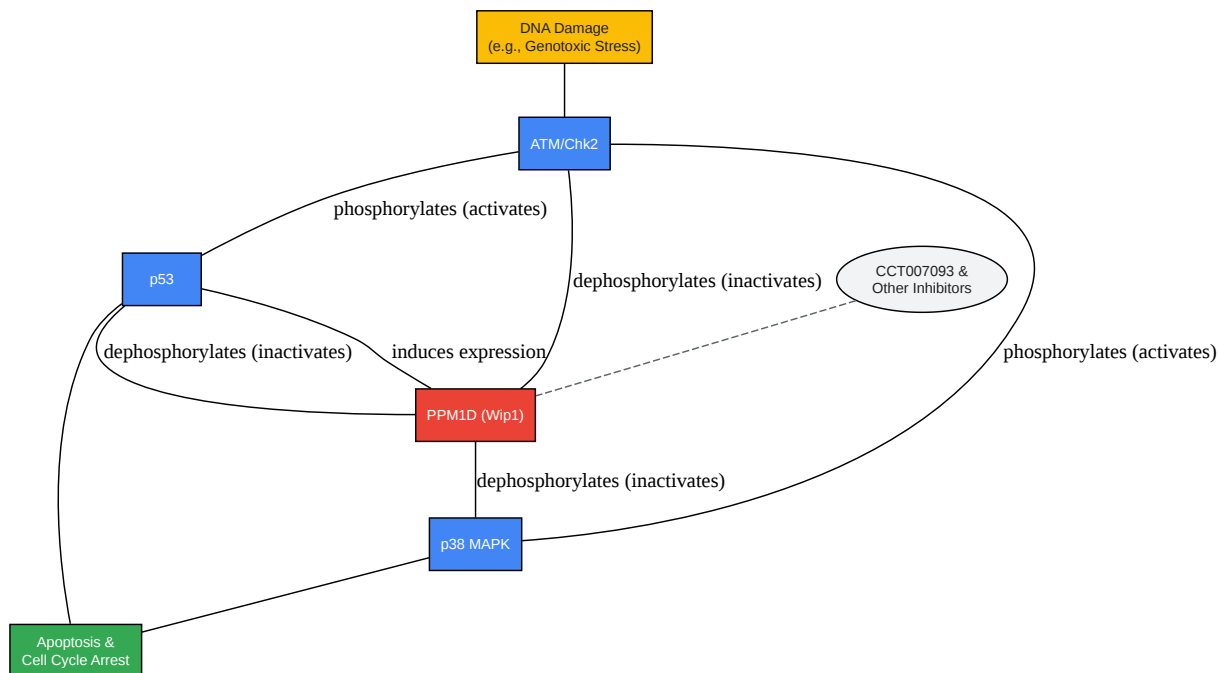 DNA Damage
(e.g., Genotoxic Stress)
ATM/Chk2
phosphorylates (activates)
p53
dephosphorylates (inactivates)
CCT007093 &
Other Inhibitors
dephosphorylates (inactivates)
induces expression
phosphorylates (activates)
PPM1D (Wip1)
dephosphorylates (inactivates)
p38 MAPK
Apoptosis &
Cell Cycle Arrest